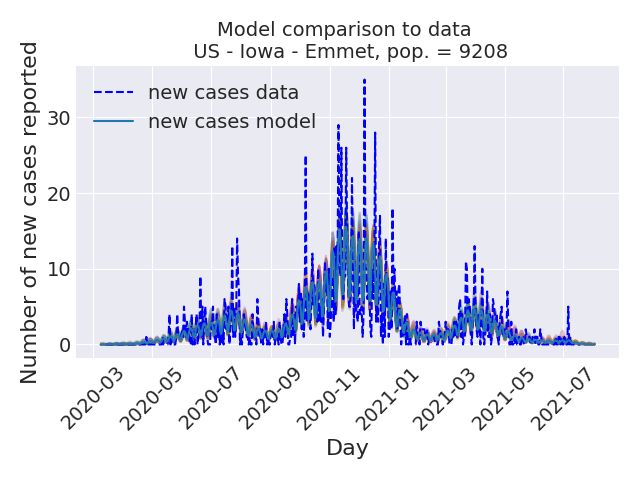 Model comparison to data
US - Iowa - Emmet, pop. = 9208
Number of new cases reported
new cases data
new cases model
30
20
10
0
2020-03
2020-05
2020-07
2020-09
2020-11
2021-01
2021-03
2021-05
2021-07
Day